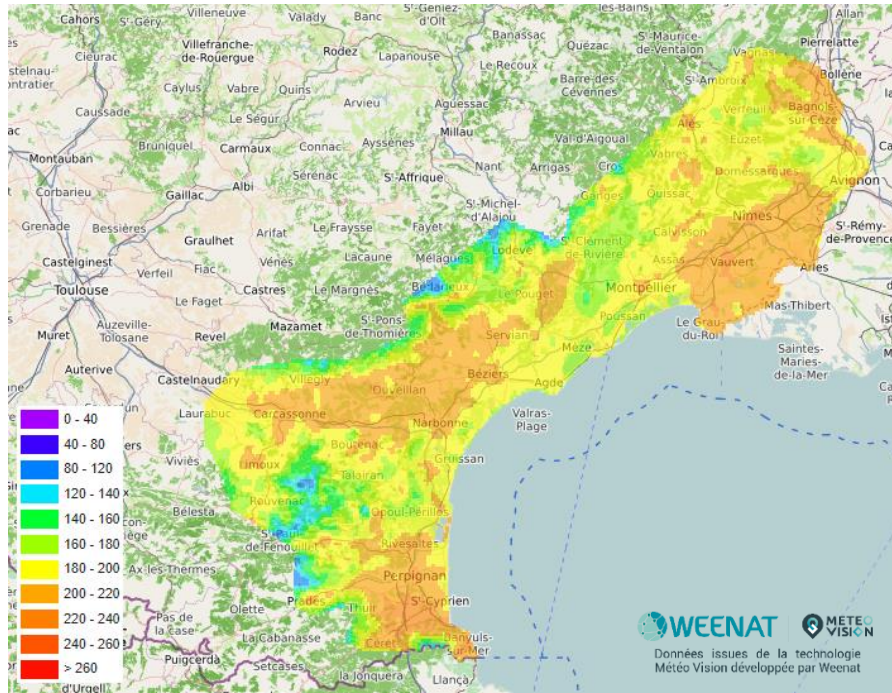 Cahors
St-Géry
Villeneuve
Valady
Banc
St-Geniez-
d'Olt
Banassac
les-Bains
Quézac
St-Maurice-
de-Ventalon
Vagnas
Allan
Pierrelatte
Bollène
Cieurac
Villefranche-
de-Rouergue
Rodez
Lapanouse
Le Recoux
Barre-des-
Cévennes
St-Ambroix
Caylus
Vabre
Quins
Arvieu
Aguessac
Verfeuil
Bagnols-
sur-Cèze
Caussade
Le Ségur
Millau
Val-d'Aigoual
Alès
Euzet
Bruniquel
Carmaux
Connac
Ayssènes
Nant
Arrigas
Cros
Vabres
Domessargues
Avignon
Montauban
Corbarieu
Sérénac
St-Affrique
Ganges
Quissac
Gaillac
Albi
St-Michel-
d'Alajou
Nîmes
St-Rémy-
de-Provence
Grenade
Bessières
Graulhet
Arifat
Le Fraysse
Fayet
Lodève
St-Clément
de-Rivière
Calvisson
Castelginest
Verfeil
Fiac
Vénès
Lacaune
Mélagues
Assas
Vauvert
Arles
Toulouse
Le Faget
Castres
Le Margnès
Bédarieux
Le Pouget
Montpellier
Mas-Thibert
Muret
Auzeville-
Tolosane
Revel
Mazamet
St-Pons-
de-Thomières
Servian
Poussan
Le Grau-
du-Roi
Saintes-
Maries-
de-la-Mer
Auterive
Castelnaudary
Villegly
Ouveillan
Béziers
Mèze
Agde
Laurabuc
Carcassonne
Narbonne
Valras-
Plage
Viviès
Limoux
Boutenac
Gruissan
Bélesta
Rouvenac
Talairan
Opoul-Périllos
St-Paul-
de-Fenouillet
Rivesaltes
Ax-les-Thermes
Perpignan
Olette
Prades
Thuir
St-Cyprien
Pas de
la case
La Cabanasse
Céret
Banyuls-
sur-Mer
Puigcerdà
Setcases
la Jonquera
Llançà
d'Urgell
0 - 40
40 - 80
80 - 120
120 - 140
140 - 160
160 - 180
180 - 200
200 - 220
220 - 240
240 - 260
> 260
WEENAT
METEO
VISION
Données issues de la technologie
Météo Vision développée par Weenat